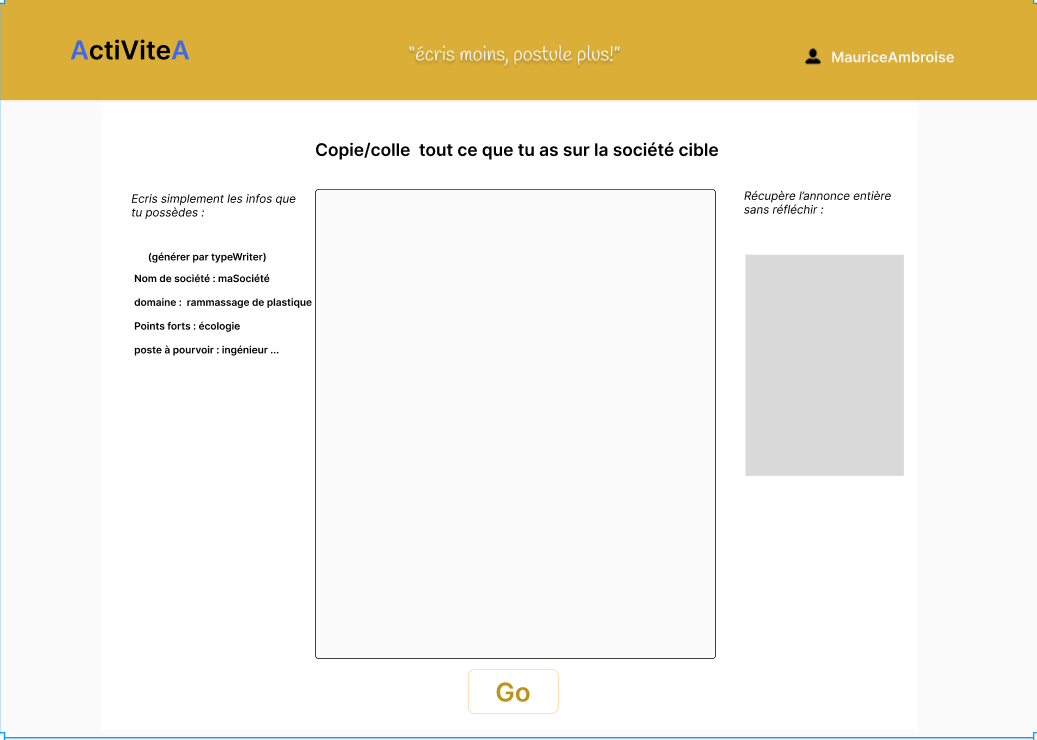 ActiViteA
“écris moins, postule plus!”
MauriceAmbroise
Copie/colle  tout ce que tu as sur la société cible
Ecris simplement les infos que
tu possèdes :
(générer par typeWriter)
Nom de société : maSociété
domaine :  rammassage de plastique
Points forts : écologie
poste à pourvoir : ingénieur ...
Récupère l’annonce entière
sans réfléchir :
Go